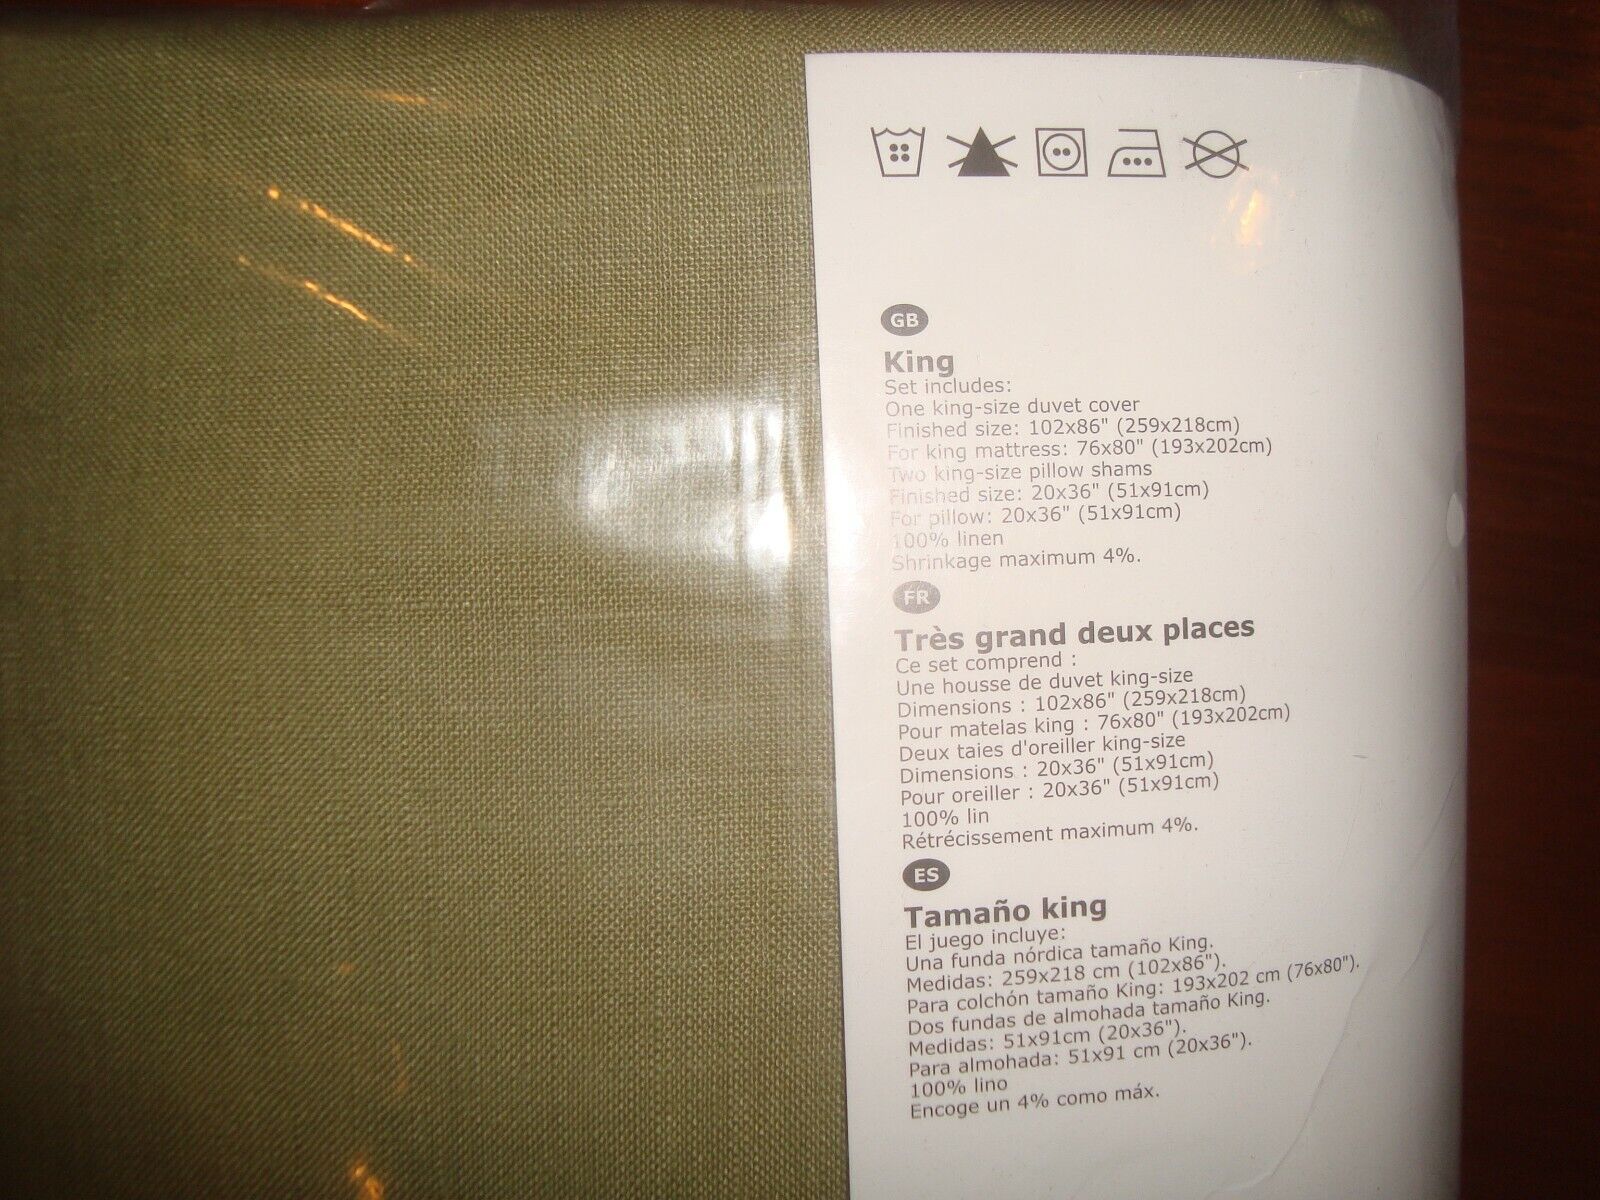 GB
King
Set includes:
One king-size duvet cover
Finished size: 102x86" (259x218cm)
For king mattress: 76x80" (193x202cm)
Two king-size pillow shams
Finished size: 20x36" (51x91cm)
For pillow: 20x36" (51x91cm)
100% linen
Shrinkage maximum 4%.
FR
Très grand deux places
Ce set comprend :
Une housse de duvet king-size
Dimensions : 102x86" (259x218cm)
Pour matelas king : 76x80" (193x202cm)
Deux taies d'oreiller king-size
Dimensions : 20x36" (51x91cm)
Pour oreiller : 20x36" (51x91cm)
100% lin
Rétrécissement maximum 4%.
ES
Tamaño king
El juego incluye:
Una funda nórdica tamaño King.
Medidas: 259x218 cm (102x86").
Para colchón tamaño King: 193x202 cm (76x80").
Dos fundas de almohada tamaño King.
Medidas: 51x91cm (20x36").
Para almohada: 51x91 cm (20x36").
100% lino
Encoge un 4% como máx.